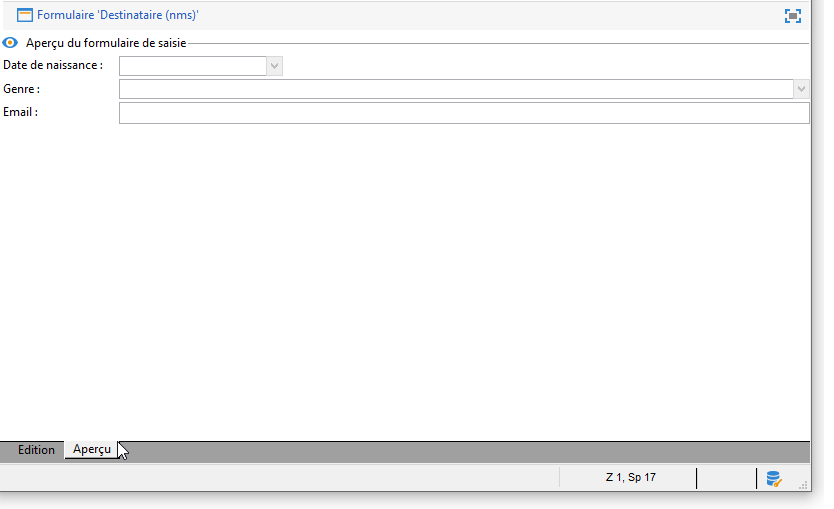 Formulaire 'Destinataire (nms)'
Aperçu du formulaire de saisie
Date de naissance :
Genre :
Email :
Edition Aperçu
Z 1, Sp 17